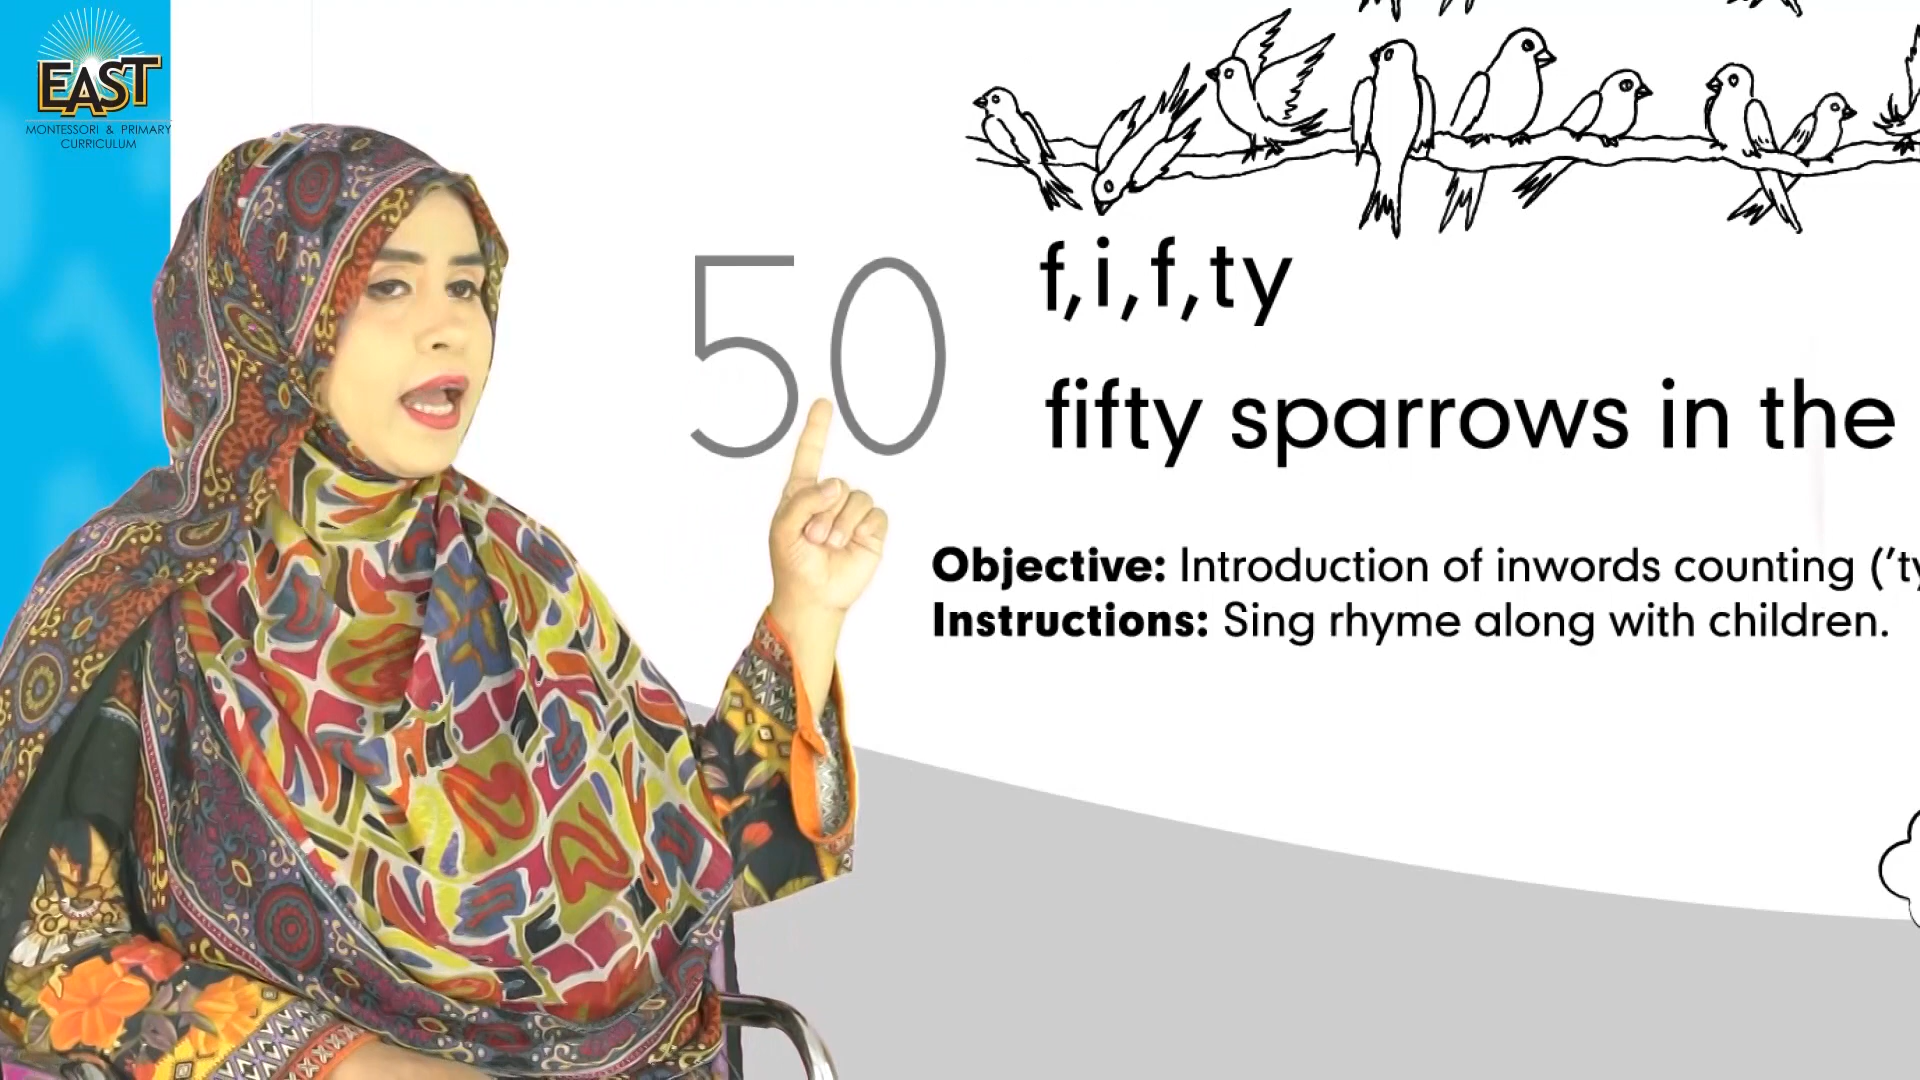 EAST
MONTESSORI & PRIMARY
CURRICULUM
50
f,i,f,ty
fifty sparrows in the
Objective: Introduction of inwords counting (‘ty
Instructions: Sing rhyme along with children.